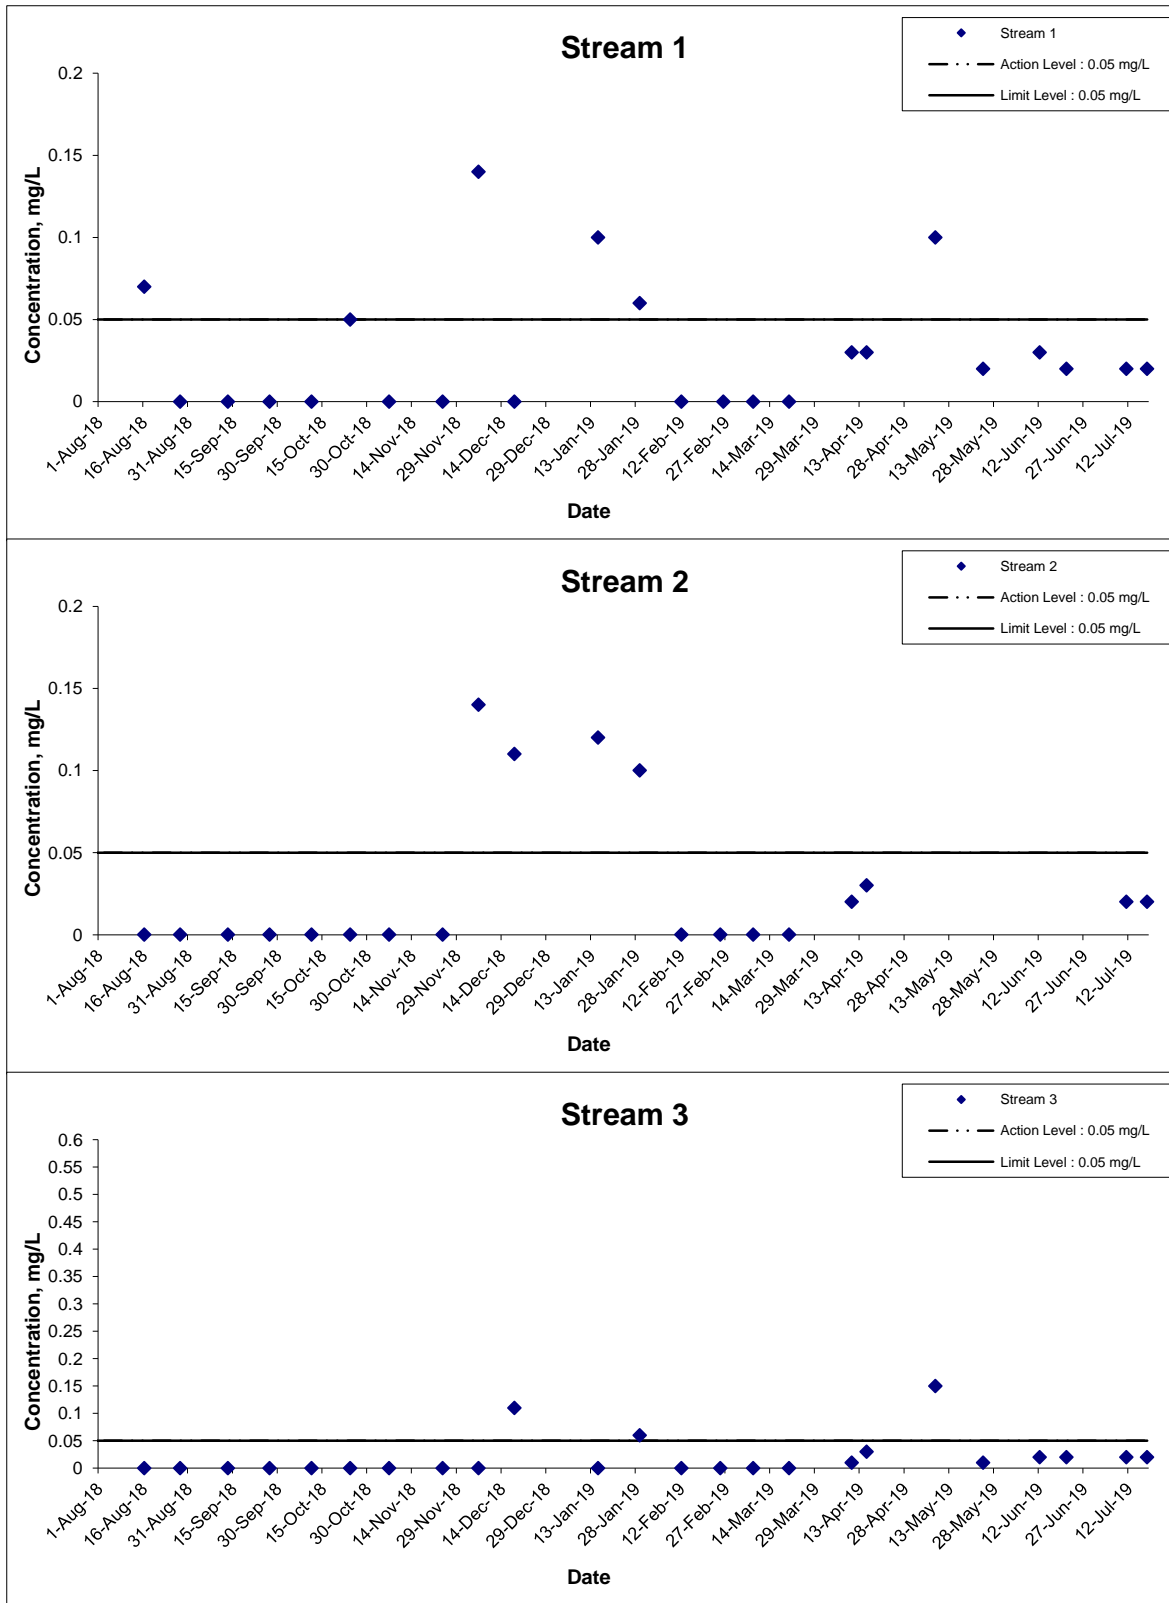 Stream 1
Stream 1
Action Level : 0.05 mg/L
Limit Level : 0.05 mg/L
Concentration, mg/L
0.2
0.15
0.1
0.05
0
1-Aug-18
16-Aug-18
31-Aug-18
15-Sep-18
30-Sep-18
15-Oct-18
30-Oct-18
14-Nov-18
29-Nov-18
14-Dec-18
29-Dec-18
13-Jan-19
28-Jan-19
12-Feb-19
27-Feb-19
14-Mar-19
29-Mar-19
13-Apr-19
28-Apr-19
13-May-19
28-May-19
12-Jun-19
27-Jun-19
12-Jul-19
Date
Stream 2
Stream 2
Action Level : 0.05 mg/L
Limit Level : 0.05 mg/L
Concentration, mg/L
0.2
0.15
0.1
0.05
0
1-Aug-18
16-Aug-18
31-Aug-18
15-Sep-18
30-Sep-18
15-Oct-18
30-Oct-18
14-Nov-18
29-Nov-18
14-Dec-18
29-Dec-18
13-Jan-19
28-Jan-19
12-Feb-19
27-Feb-19
14-Mar-19
29-Mar-19
13-Apr-19
28-Apr-19
13-May-19
28-May-19
12-Jun-19
27-Jun-19
12-Jul-19
Date
Stream 3
Stream 3
Action Level : 0.05 mg/L
Limit Level : 0.05 mg/L
Concentration, mg/L
0.6
0.55
0.5
0.45
0.4
0.35
0.3
0.25
0.2
0.15
0.1
0.05
0
1-Aug-18
16-Aug-18
31-Aug-18
15-Sep-18
30-Sep-18
15-Oct-18
30-Oct-18
14-Nov-18
29-Nov-18
14-Dec-18
29-Dec-18
13-Jan-19
28-Jan-19
12-Feb-19
27-Feb-19
14-Mar-19
29-Mar-19
13-Apr-19
28-Apr-19
13-May-19
28-May-19
12-Jun-19
27-Jun-19
12-Jul-19
Date